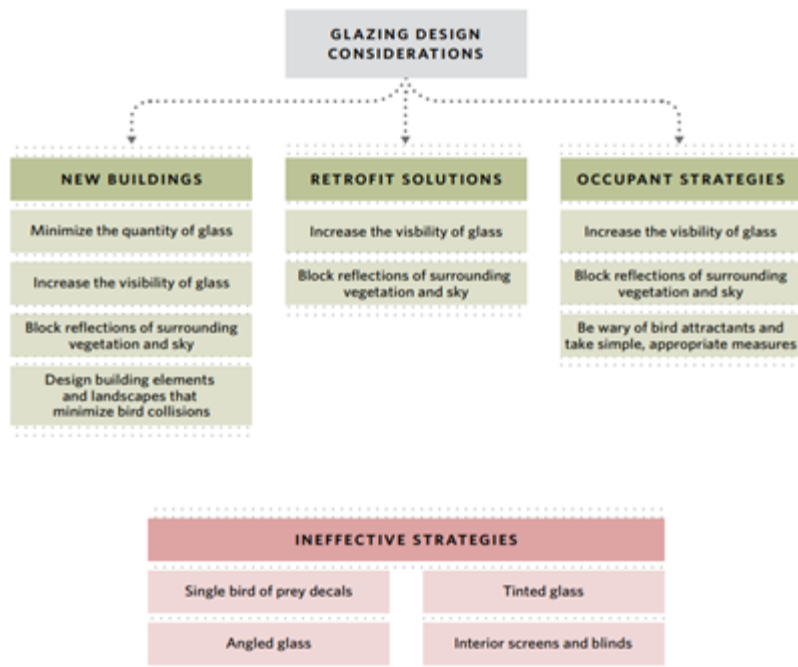 GLAZING DESIGN
CONSIDERATIONS
NEW BUILDINGS
Minimize the quantity of glass
Increase the visibility of glass
Block reflections of surrounding
vegetation and sky
Design building elements
and landscapes that
minimize bird collisions
RETROFIT SOLUTIONS
Increase the visbility of glass
Block reflections of surrounding
vegetation and sky
OCCUPANT STRATEGIES
Increase the visbility of glass
Block reflections of surrounding
vegetation and sky
Be wary of bird attractants and
take simple, appropriate measures
INEFFECTIVE STRATEGIES
Single bird of prey decals
Tinted glass
Angled glass
Interior screens and blinds